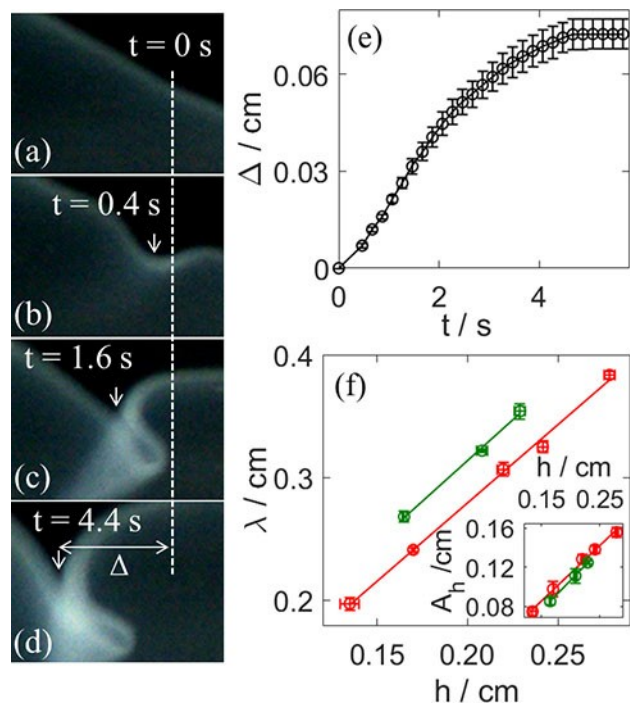 t = 0 s
(a)
t = 0.4 s
(b)
t = 1.6 s
(c)
t = 4.4 s
Δ
(d)
(e)
0.06
0.03
0
Δ / cm
0 2 4
t / s
(f)
0.4
0.3
0.2
λ / cm
0.15 0.20 0.25
h / cm
h / cm
0.15 0.25
0.16
0.12
0.08
A_h /cm